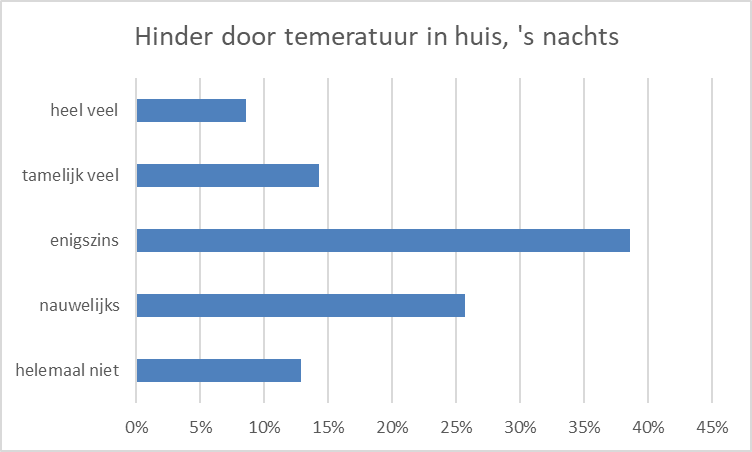 Hinder door temeratuur in huis, 's nachts
heel veel
tamelijk veel
enigszins
nauwelijks
helemaal niet
0% 5% 10% 15% 20% 25% 30% 35% 40% 45%